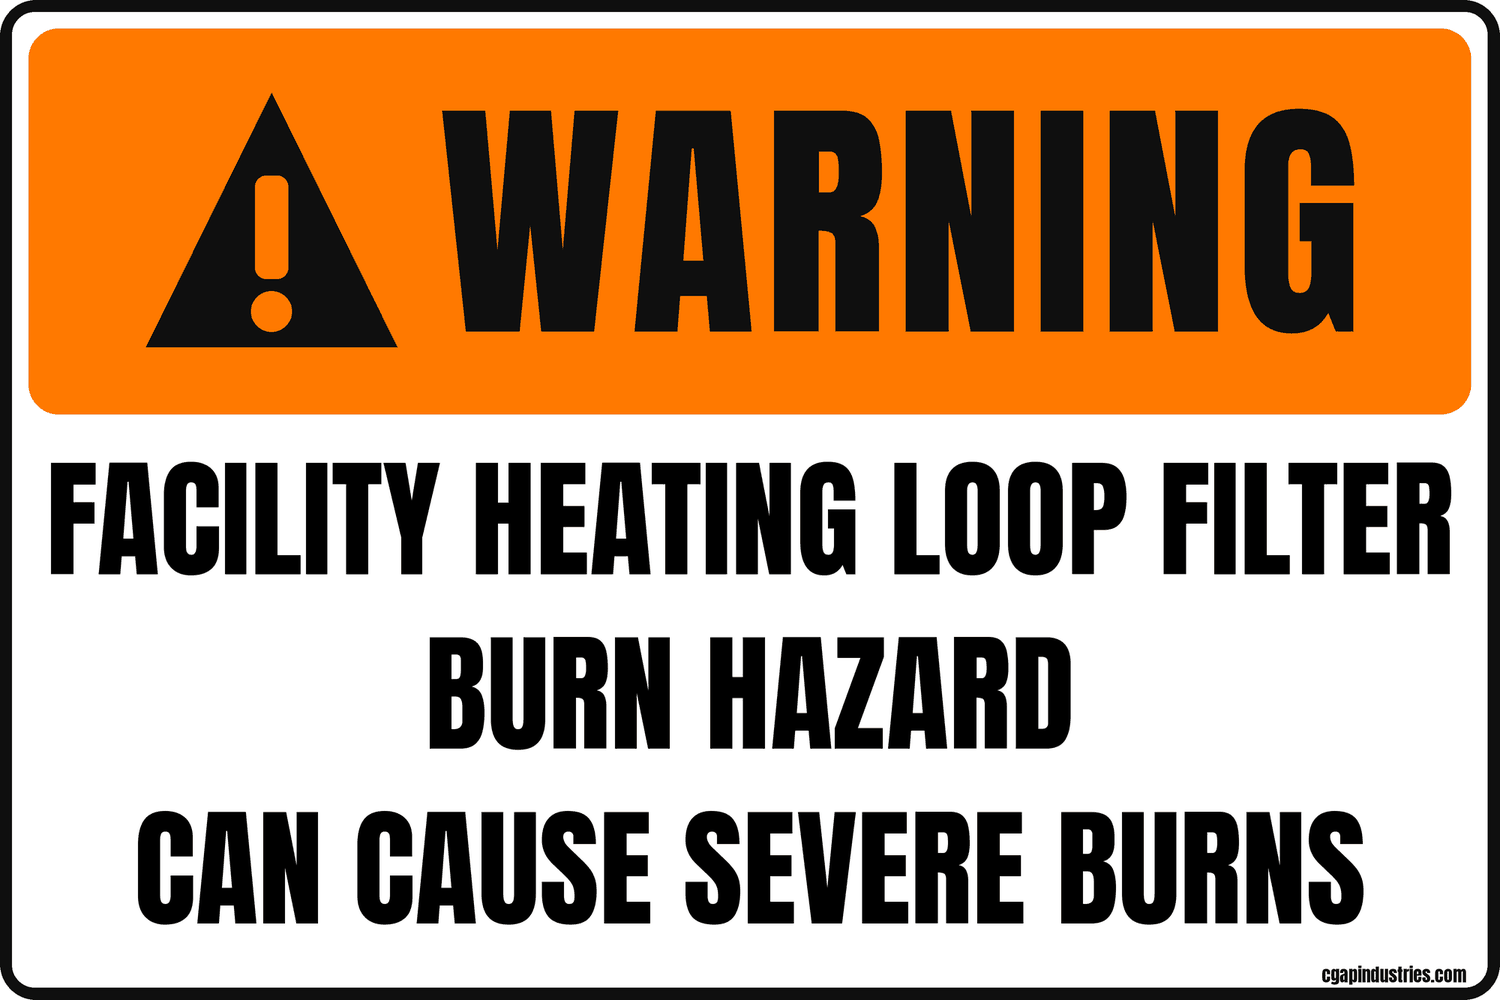 WARNING
FACILITY HEATING LOOP FILTER
BURN HAZARD
CAN CAUSE SEVERE BURNS
cgapindustries.com